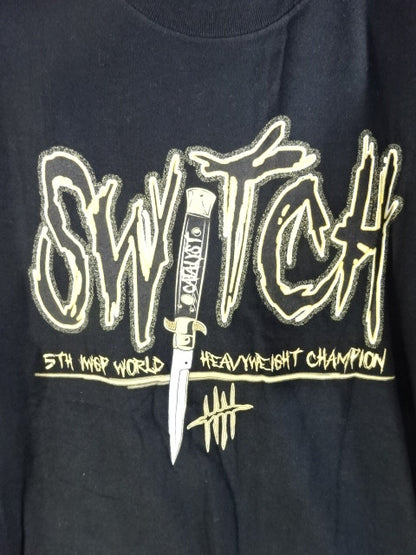 SWITCH
CATALYST
5TH IWGP WORLD HEAVYWEIGHT CHAMPION